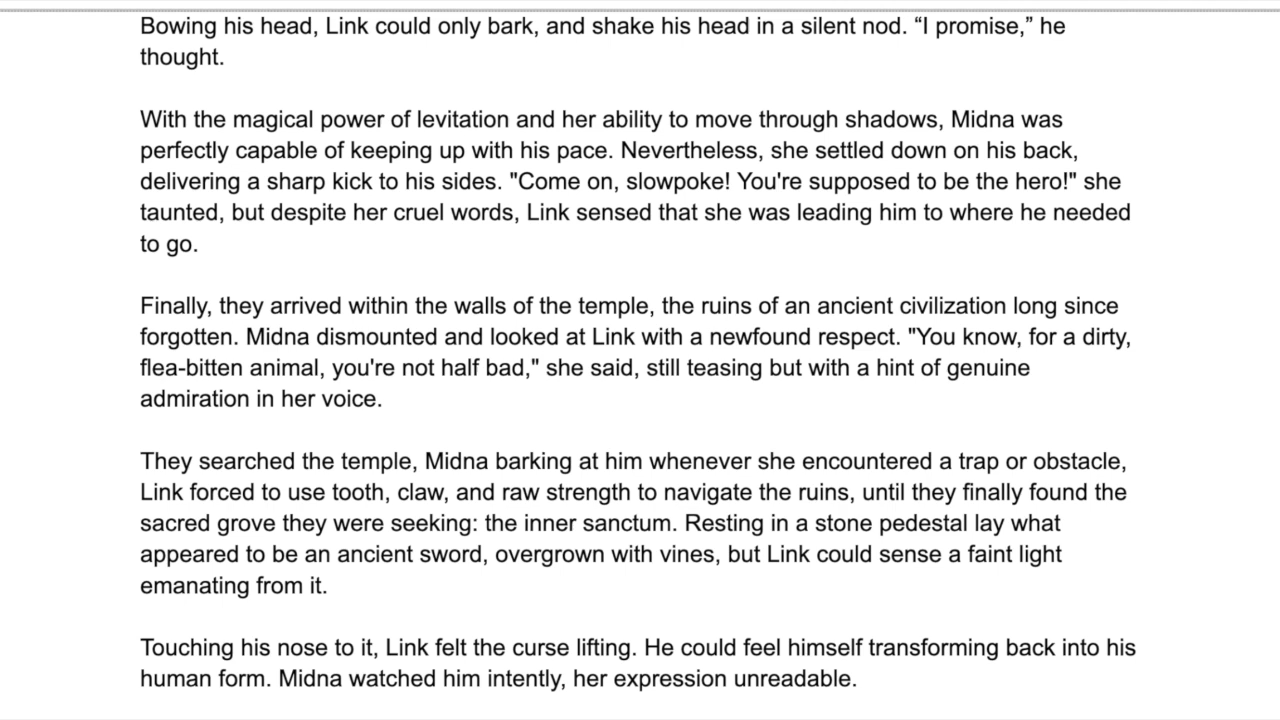 Bowing his head, Link could only bark, and shake his head in a silent nod. “I promise,” he
thought.
With the magical power of levitation and her ability to move through shadows, Midna was
perfectly capable of keeping up with his pace. Nevertheless, she settled down on his back,
delivering a sharp kick to his sides. "Come on, slowpoke! You're supposed to be the hero!" she
taunted, but despite her cruel words, Link sensed that she was leading him to where he needed
to go.
Finally, they arrived within the walls of the temple, the ruins of an ancient civilization long since
forgotten. Midna dismounted and looked at Link with a newfound respect. "You know, for a dirty,
flea-bitten animal, you're not half bad," she said, still teasing but with a hint of genuine
admiration in her voice.
They searched the temple, Midna barking at him whenever she encountered a trap or obstacle,
Link forced to use tooth, claw, and raw strength to navigate the ruins, until they finally found the
sacred grove they were seeking: the inner sanctum. Resting in a stone pedestal lay what
appeared to be an ancient sword, overgrown with vines, but Link could sense a faint light
emanating from it.
Touching his nose to it, Link felt the curse lifting. He could feel himself transforming back into his
human form. Midna watched him intently, her expression unreadable.